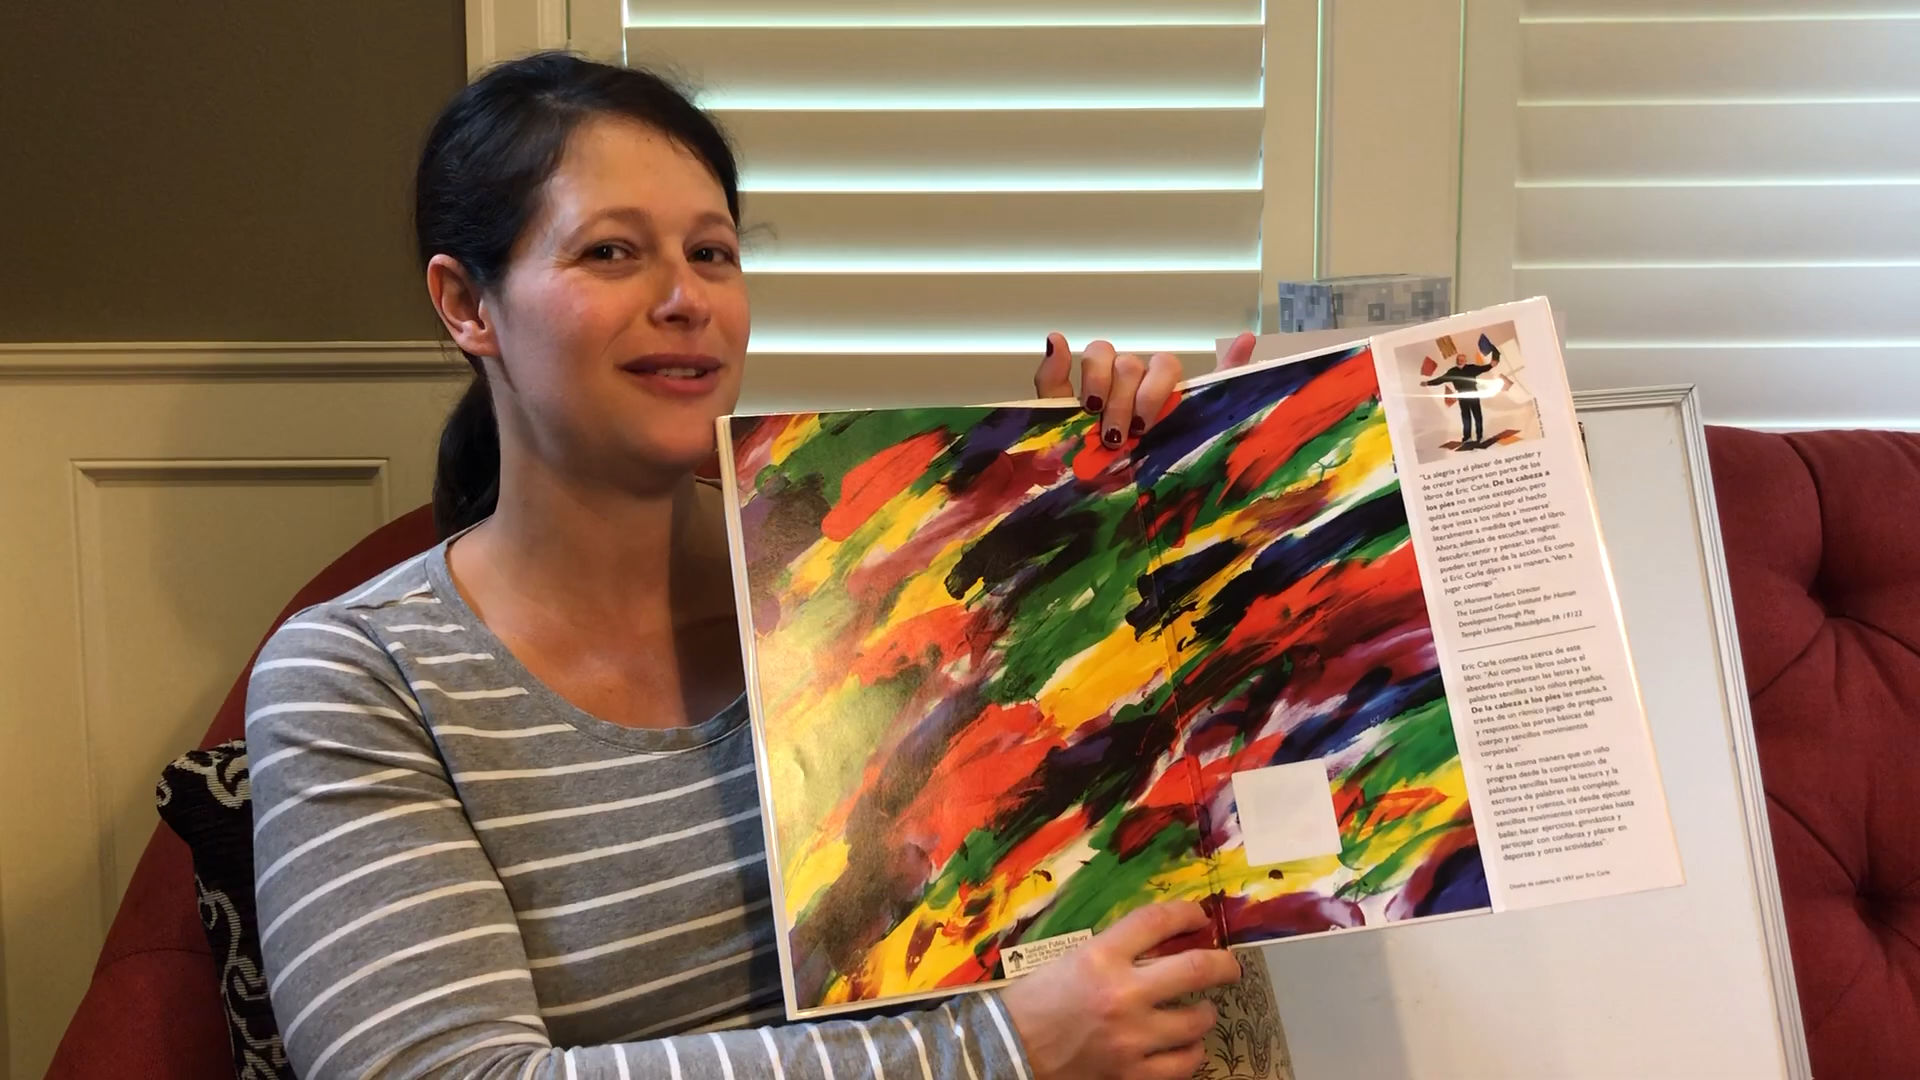 "La alegría y el placer de aprender y
de crecer siempre son parte de los
libros de Eric Carle. De la cabeza a
los pies no es una excepción, pero
quizá sea excepcional por el hecho
de que insta a los niños a 'moverse'
literalmente a medida que leen el libro.
Ahora, además de escuchar, imaginar,
descubrir, sentir y pensar, los niños
pueden ser parte de la acción. Es como
si Eric Carle dijera a su manera, 'Ven a
jugar conmigo'".
Dr. Marianne Torbert, Director
The Leonard Gordon Institute for Human
Development Through Play
Temple University, Philadelphia, PA 19122
Eric Carle comenta acerca de este
libro: "Así como los libros sobre el
abecedario presentan las letras y las
palabras sencillas a los niños pequeños,
De la cabeza a los pies les enseña, a
través de un rítmico juego de preguntas
y respuestas, las partes básicas del
cuerpo y sencillos movimientos
corporales".
"Y de la misma manera que un niño
progresa desde la comprensión de
palabras sencillas hasta la lectura y la
escritura de palabras más complejas,
oraciones y cuentos, irá desde ejecutar
sencillos movimientos corporales hasta
bailar, hacer ejercicios, gimnástica y
participar con confianza y placer en
deportes y otras actividades".
Diseño de cubierta © 1997 por Eric Carle
Tualatin Public Library